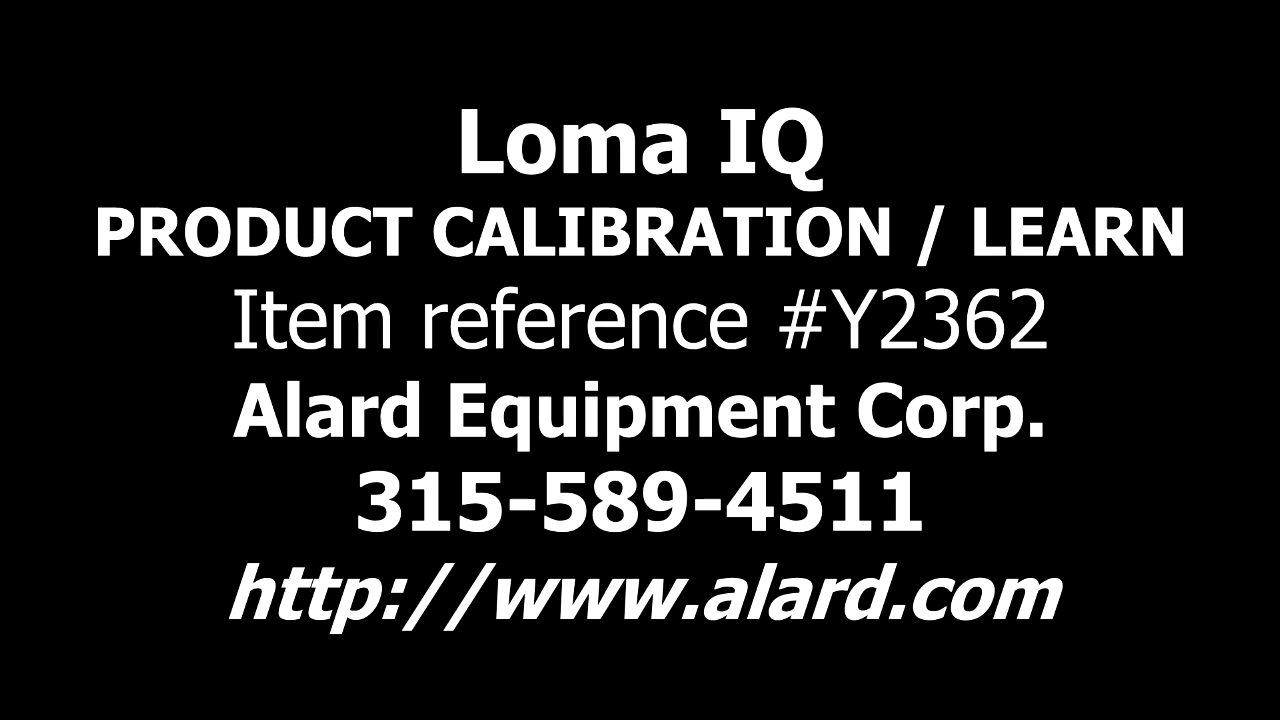 Loma IQ
PRODUCT CALIBRATION / LEARN
Item reference #Y2362
Alard Equipment Corp.
315-589-4511
http://www.alard.com